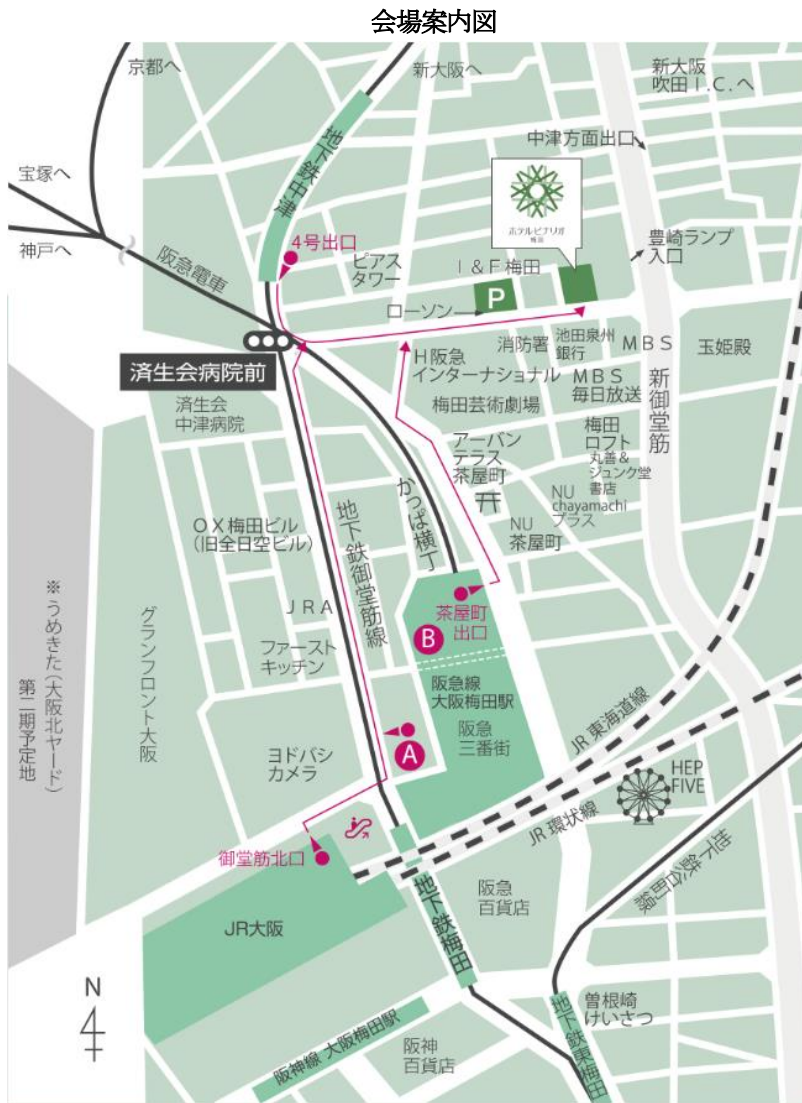 会場案内図
京都へ
新大阪へ
新大阪
吹田I.C.へ
中津方面出口
宝塚へ
地下鉄中津
ホテルビナリオ
梅田
神戸へ
阪急電車
4号出口
ピアス
タワー
I&F梅田
豊崎ランプ
入口
P
ローソン
済生会病院前
H阪急
インターナショナル
消防署
池田泉州
銀行
MBS
玉姫殿
済生会
中津病院
梅田芸術劇場
MBS
毎日放送
新御堂筋
アーバン
テラス
茶屋町
梅田
ロフト
丸善&
ジュンク堂
書店
かっぱ横丁
NU
chayamachi
プラス
NU
茶屋町
OX梅田ビル
(旧全日空ビル)
地下鉄御堂筋線
JRA
茶屋町
出口
B
ファースト
キッチン
※うめきた(大阪北ヤード)
第二期予定地
グランフロント大阪
阪急線
大阪梅田駅
阪急
三番街
A
JR東海道線
ヨドバシ
カメラ
HEP
FIVE
JR環状線
御堂筋北口
地下鉄谷町線
阪急
百貨店
JR大阪
地下鉄梅田
N
曽根崎
けいさつ
阪神線 大阪梅田駅
阪神
百貨店
地下鉄東梅田